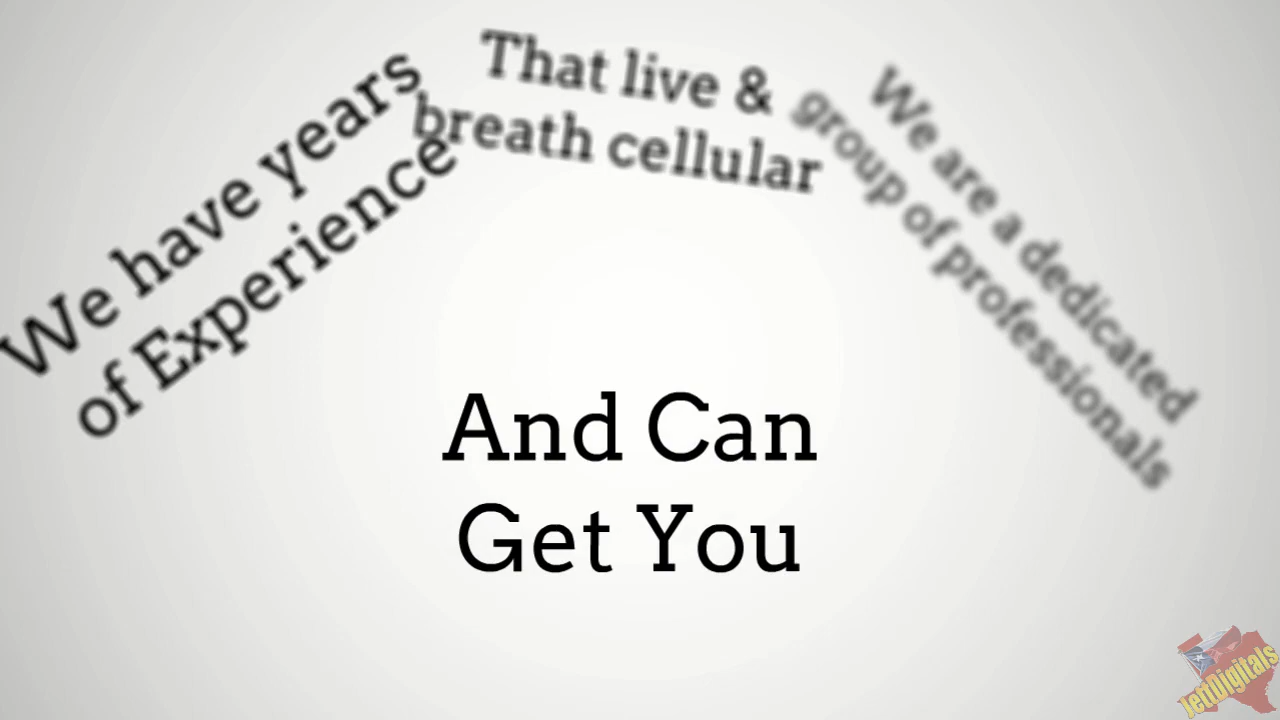 We have years
of Experience
That live &
breath cellular
We are a dedicated
group of professionals
And Can
Get You
JettDigitals